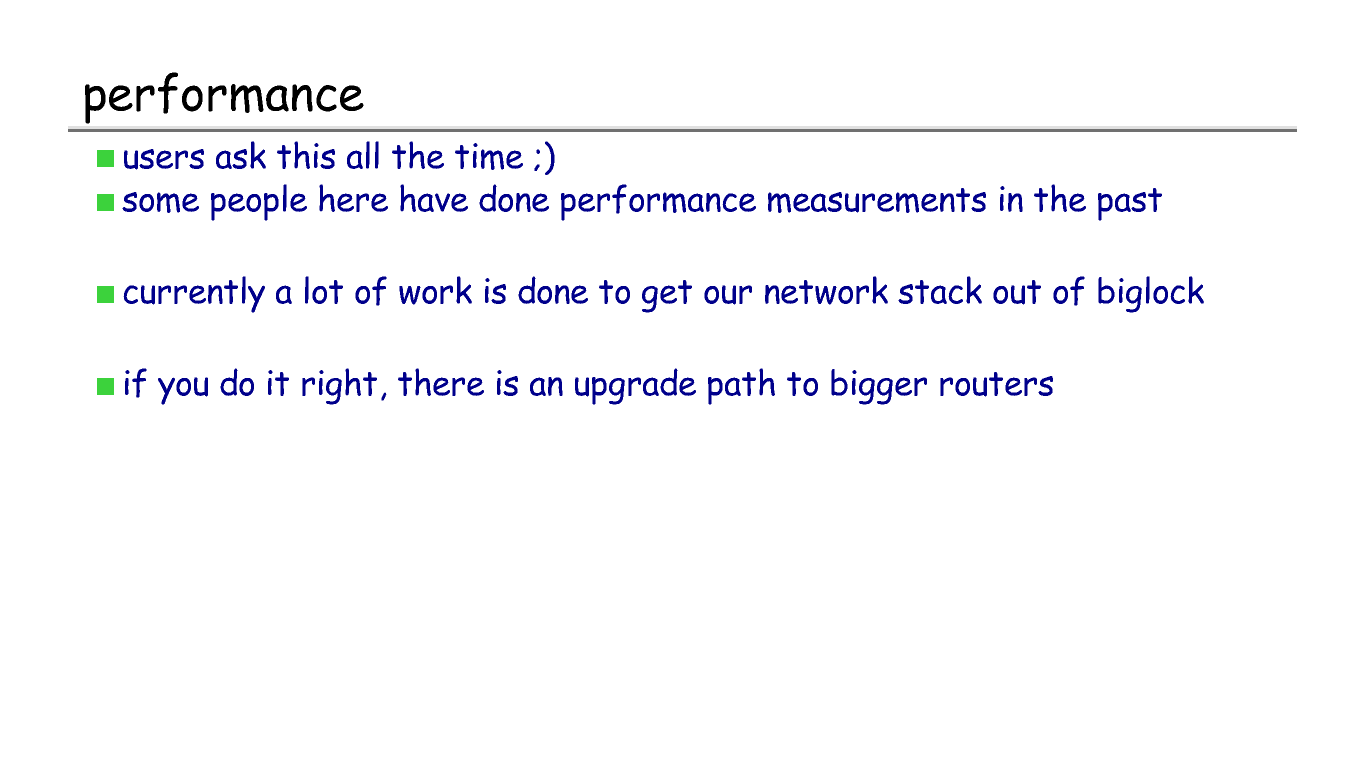 performance
users ask this all the time ;)
some people here have done performance measurements in the past
currently a lot of work is done to get our network stack out of biglock
if you do it right, there is an upgrade path to bigger routers